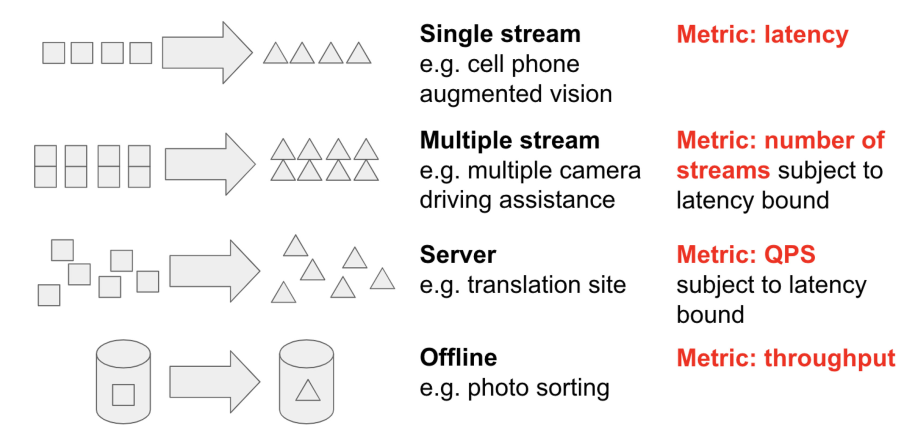 Single stream
e.g. cell phone
augmented vision
Metric: latency
Multiple stream
e.g. multiple camera
driving assistance
Metric: number of
streams subject to
latency bound
Server
e.g. translation site
Metric: QPS
subject to latency
bound
Offline
e.g. photo sorting
Metric: throughput